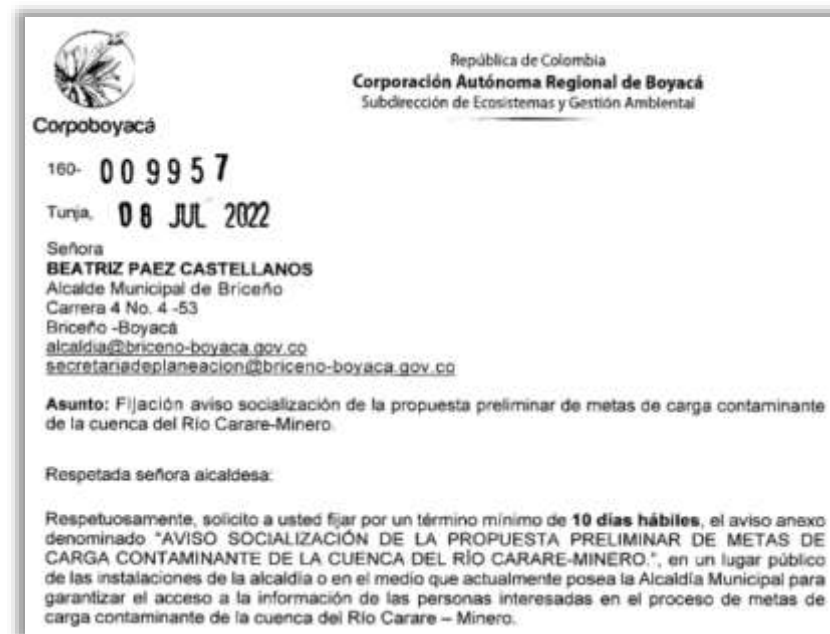 República de Colombia
Corporación Autónoma Regional de Boyacá
Subdirección de Ecosistemas y Gestión Ambiental
Corpoboyacá
160- 009957
Tunja, 08 JUL 2022
Señora
BEATRIZ PAEZ CASTELLANOS
Alcalde Municipal de Briceño
Carrera 4 No. 4 -53
Briceño -Boyacá
alcaldia@briceno-boyaca.gov.co
secretariadeplaneacion@briceno-boyaca.gov.co
Asunto: Fijación aviso socialización de la propuesta preliminar de metas de carga contaminante
de la cuenca del Río Carare-Minero.
Respetada señora alcaldesa:
Respetuosamente, solicito a usted fijar por un término mínimo de 10 días hábiles, el aviso anexo
denominado "AVISO SOCIALIZACIÓN DE LA PROPUESTA PRELIMINAR DE METAS DE
CARGA CONTAMINANTE DE LA CUENCA DEL RÍO CARARE-MINERO.", en un lugar público
de las instalaciones de la alcaldía o en el medio que actualmente posea la Alcaldía Municipal para
garantizar el acceso a la información de las personas interesadas en el proceso de metas de
carga contaminante de la cuenca del Río Carare – Minero.